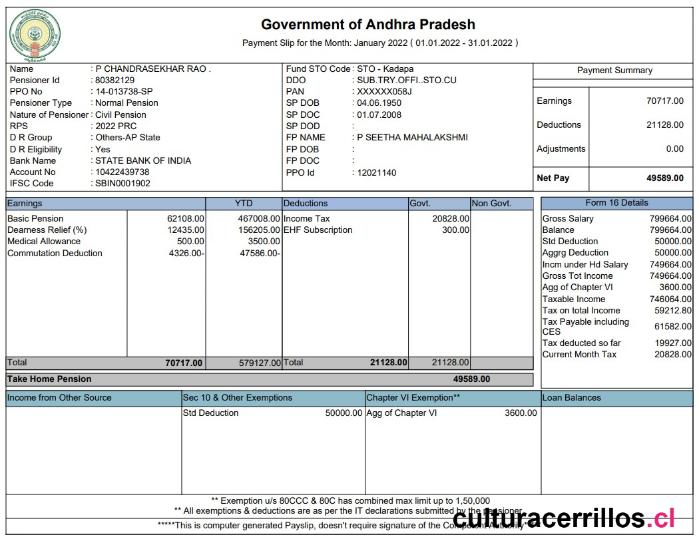 Government of Andhra Pradesh
Payment Slip for the Month: January 2022 ( 01.01.2022 - 31.01.2022 )
Name : P CHANDRASEKHAR RAO .
Pensioner Id : 80382129
PPO No : 14-013738-SP
Pensioner Type : Normal Pension
Nature of Pensioner : Civil Pension
RPS : 2022 PRC
D R Group : Others-AP State
D R Eligibility : Yes
Bank Name : STATE BANK OF INDIA
Account No : 10422439738
IFSC Code : SBIN0001902
Fund STO Code : STO - Kadapa
DDO : SUB.TRY.OFFI..STO.CU
PAN : XXXXXX058J
SP DOB : 04.06.1950
SP DOC : 01.07.2008
SP DOD :
FP NAME : P SEETHA MAHALAKSHMI
FP DOB :
FP DOC :
PPO Id : 12021140
Payment Summary
Earnings 70717.00
Deductions 21128.00
Adjustments 0.00
Net Pay 49589.00
Earnings YTD Deductions Govt. Non Govt.
Basic Pension 62108.00 467008.00 Income Tax 20828.00
Dearness Relief (%) 12435.00 156205.00 EHF Subscription 300.00
Medical Allowance 500.00 3500.00
Commutation Deduction 4326.00- 47586.00-
Total 70717.00 579127.00 Total 21128.00 21128.00
Take Home Pension 49589.00
Form 16 Details
Gross Salary 799664.00
Balance 799664.00
Std Deduction 50000.00
Aggrg Deduction 50000.00
Incm under Hd Salary 749664.00
Gross Tot Income 749664.00
Agg of Chapter VI 3600.00
Taxable Income 746064.00
Tax on total Income 59212.80
Tax Payable including CES 61582.00
Tax deducted so far 19927.00
Current Month Tax 20828.00
Income from Other Source Sec 10 & Other Exemptions Chapter VI Exemption** Loan Balances
Std Deduction 50000.00 Agg of Chapter VI 3600.00
** Exemption u/s 80CCC & 80C has combined max limit up to 1,50,000
** All exemptions & deductions are as per the IT declarations submitted by the pensioner
*****This is computer generated Payslip, doesn't require signature of the Competent Authority**
culturacerrillos.cl